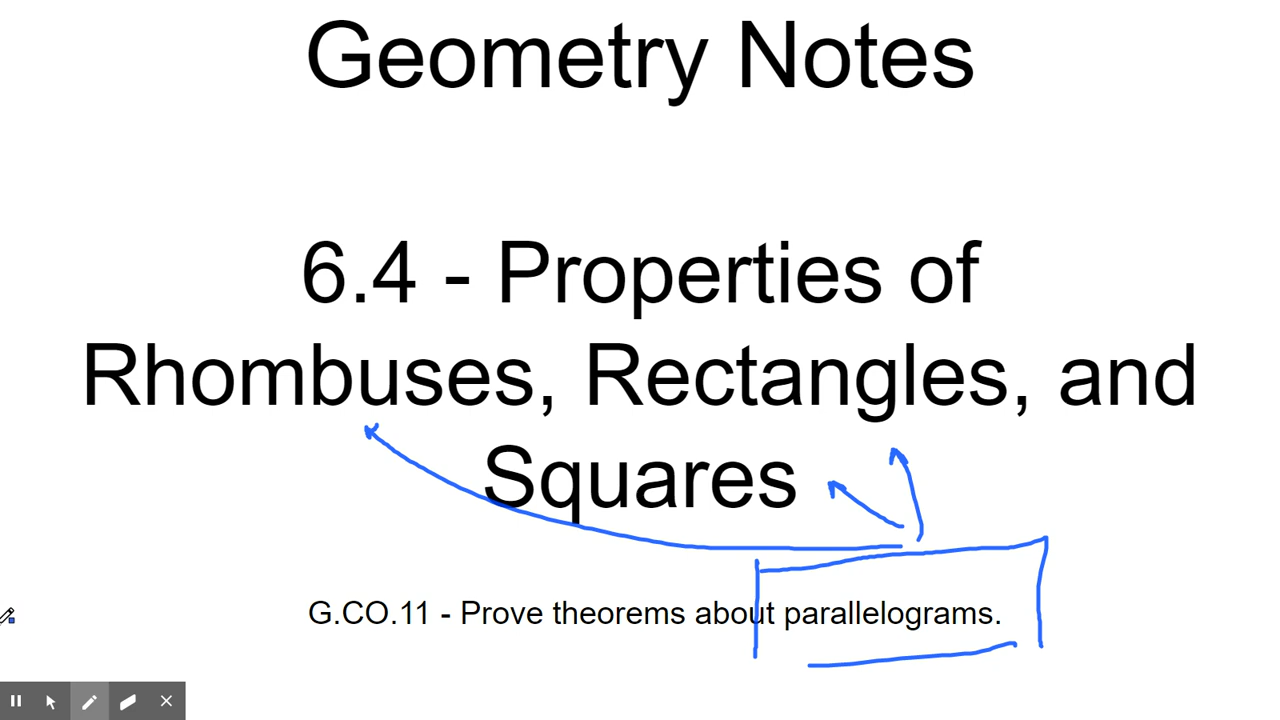 Geometry Notes
6.4 - Properties of
Rhombuses, Rectangles, and
Squares
G.CO.11 - Prove theorems about parallelograms.